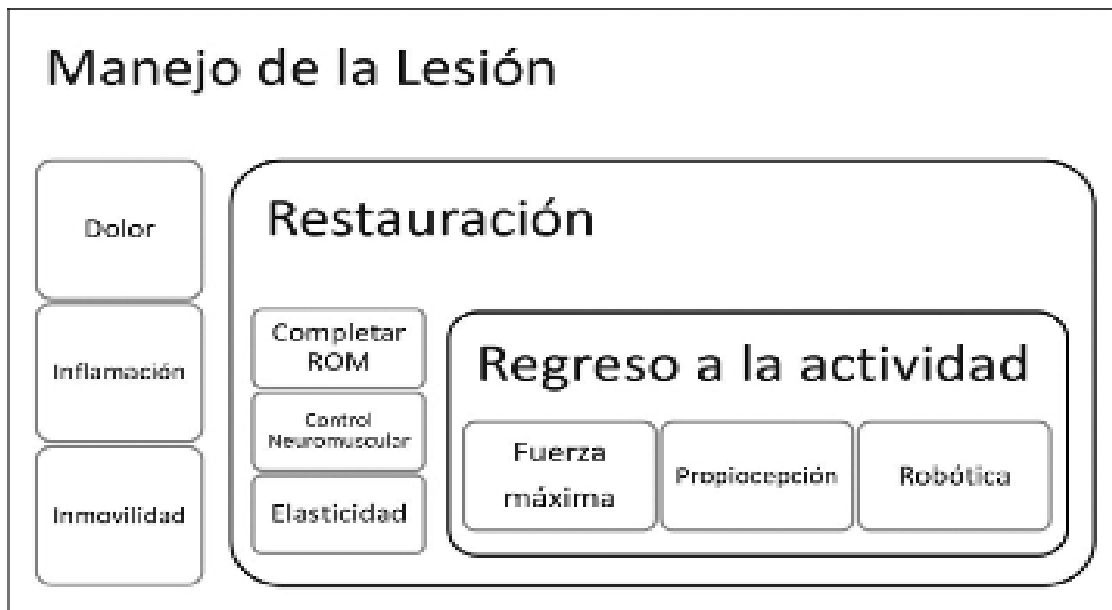 Manejo de la Lesión
Dolor
Inflamación
Inmovilidad
Restauración
Completar
ROM
Control
Neuromuscular
Elasticidad
Regreso a la actividad
Fuerza
máxima
Propiocepción
Robótica